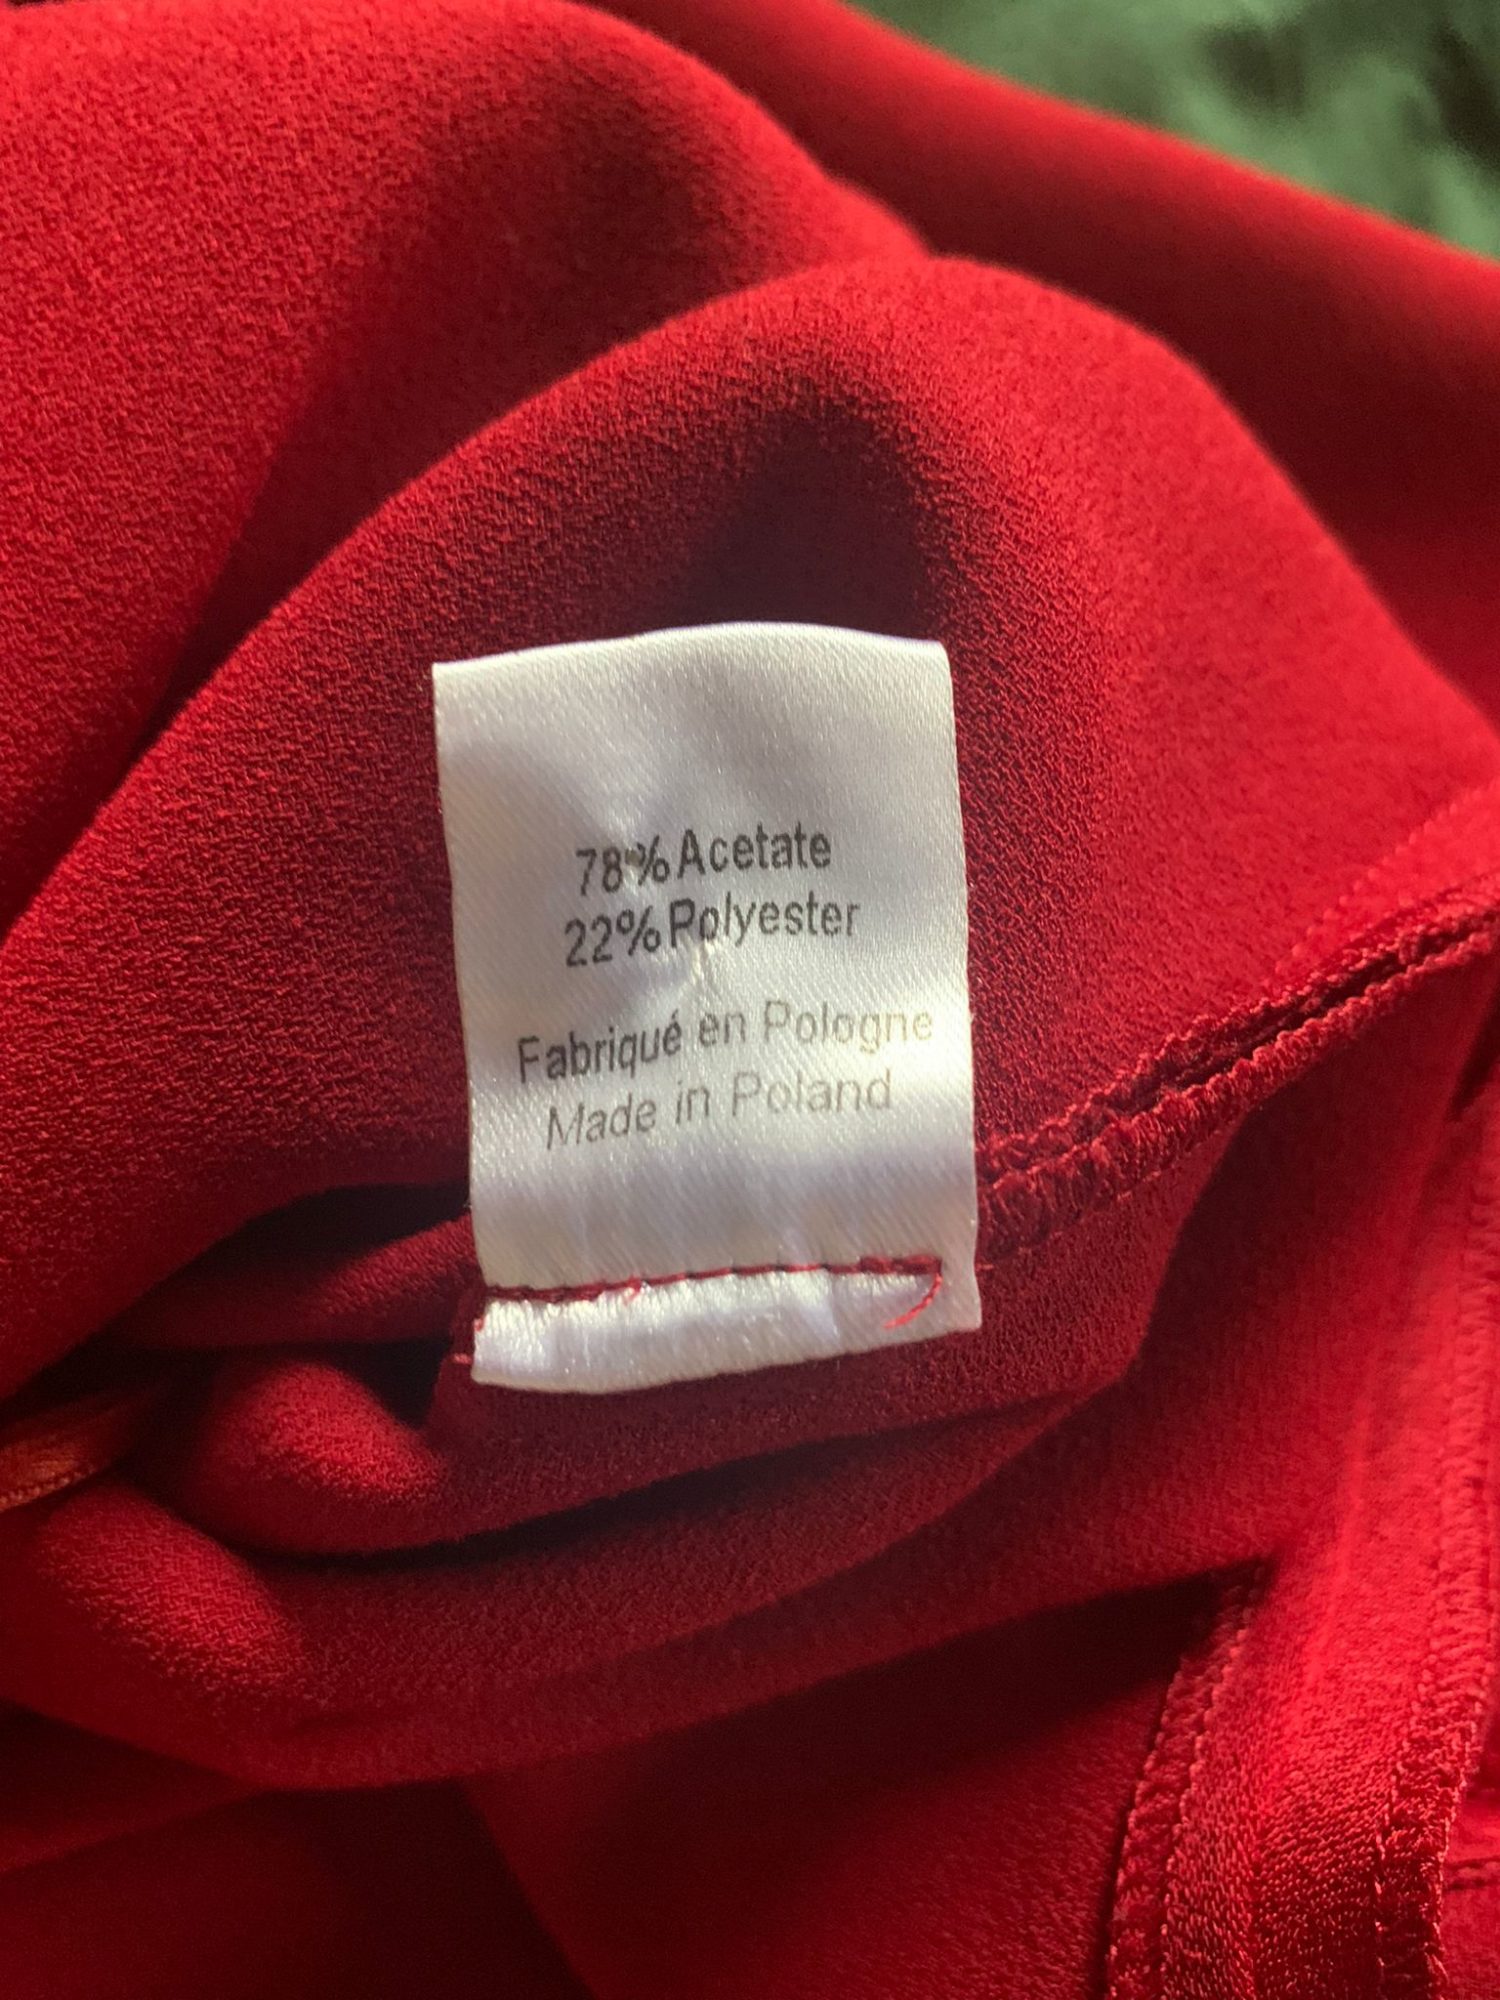 78% Acetate
22% Polyester
Fabriqué en Pologne
Made in Poland